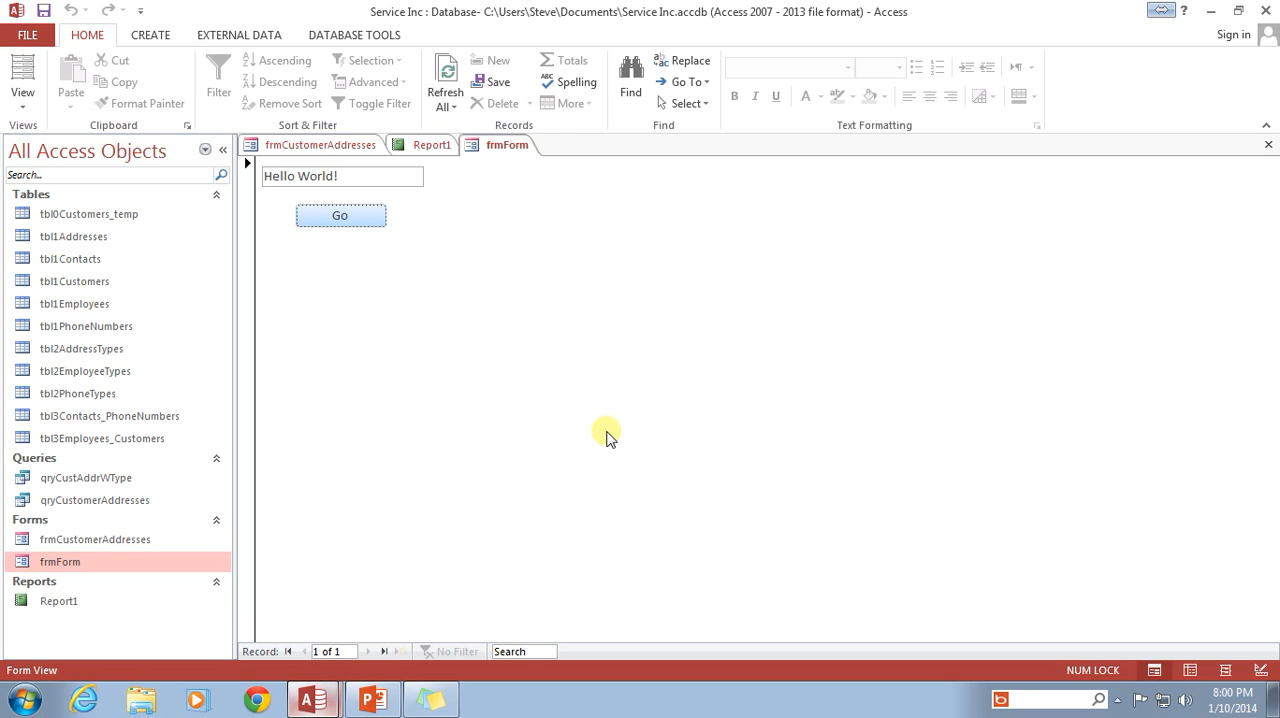 Service Inc : Database- C:\Users\Steve\Documents\Service Inc.accdb (Access 2007 - 2013 file format) - Access
FILE HOME CREATE EXTERNAL DATA DATABASE TOOLS Sign in
View
Views
Paste
Cut
Copy
Format Painter
Clipboard
Filter
Ascending
Descending
Remove Sort
Selection
Advanced
Toggle Filter
Sort & Filter
Refresh
All
New
Save
Delete
Totals
Spelling
More
Records
Find
Replace
Go To
Select
Find
B I U A
Text Formatting
All Access Objects
Search...
Tables
tbl0Customers_temp
tbl1Addresses
tbl1Contacts
tbl1Customers
tbl1Employees
tbl1PhoneNumbers
tbl2AddressTypes
tbl2EmployeeTypes
tbl2PhoneTypes
tbl3Contacts_PhoneNumbers
tbl3Employees_Customers
Queries
qryCustAddrWType
qryCustomerAddresses
Forms
frmCustomerAddresses
frmForm
Reports
Report1
frmCustomerAddresses Report1 frmForm
Hello World!
Go
Record: 1 of 1 No Filter Search
Form View NUM LOCK
8:00 PM
1/10/2014